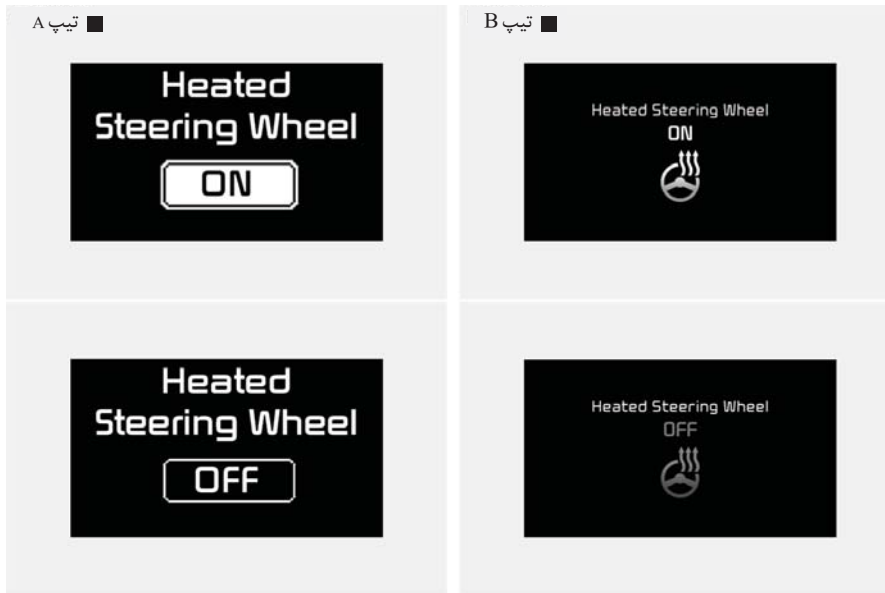 ■ تیپ A
Heated
Steering Wheel
ON
■ تیپ B
Heated Steering Wheel
ON
Heated
Steering Wheel
OFF
Heated Steering Wheel
OFF